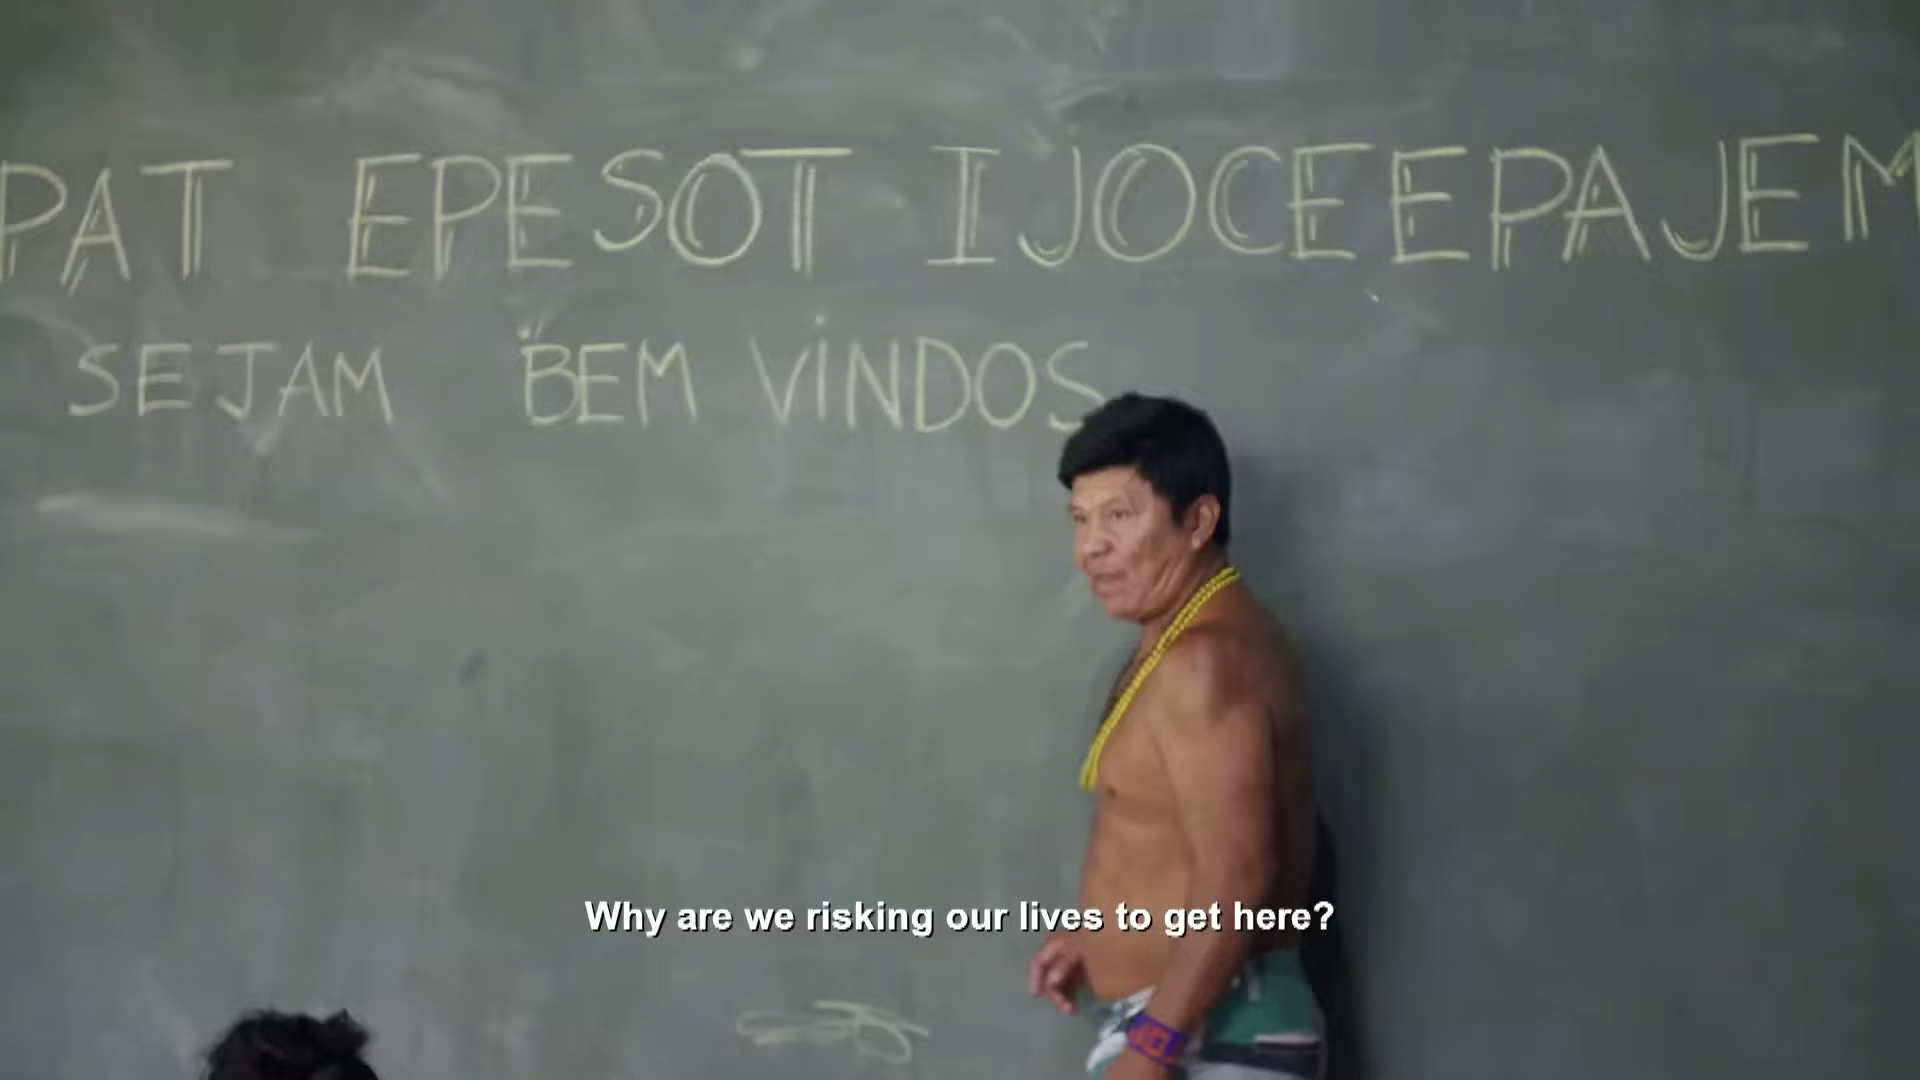 PAT EPESOT IJOCEEPAJEM
SEJAM BEM VINDOS
Why are we risking our lives to get here?